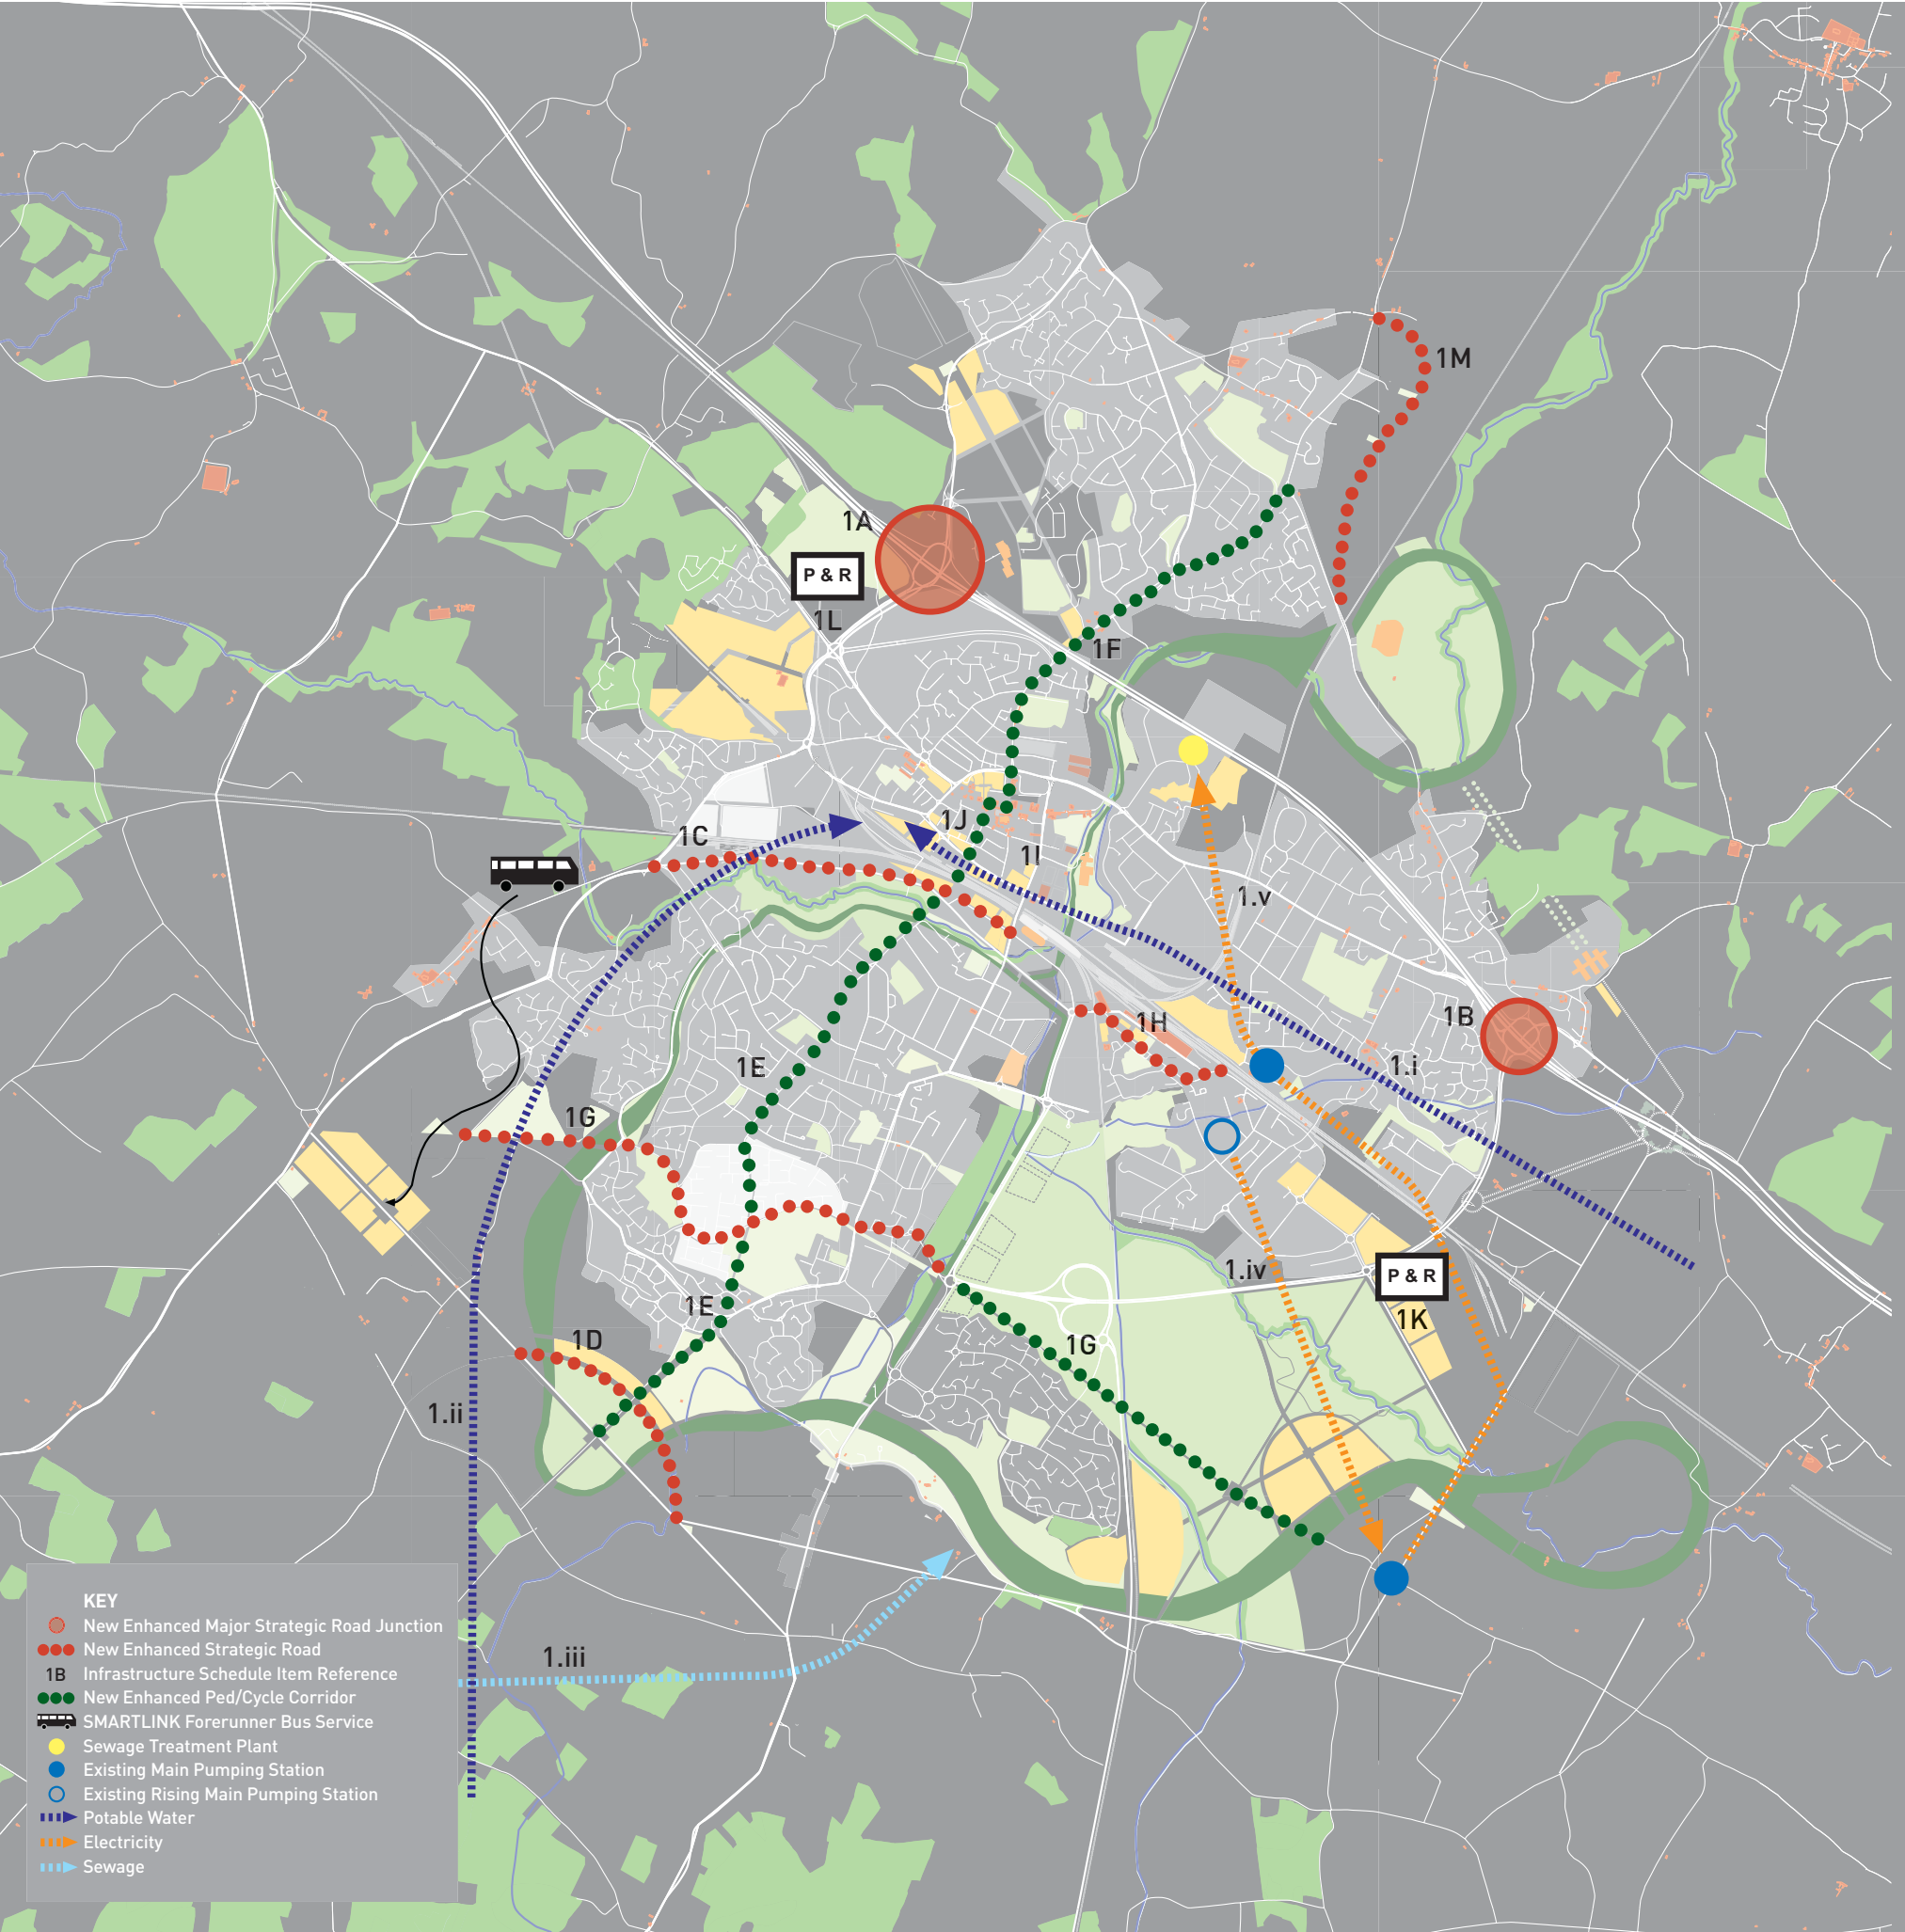 1M
1A
P & R
1L
1F
1C
1J
1I
1.v
1B
1H
1.i
1E
1G
1.iv
P & R
1K
1E
1D
1G
1.ii
1.iii
KEY
New Enhanced Major Strategic Road Junction
New Enhanced Strategic Road
1B Infrastructure Schedule Item Reference
New Enhanced Ped/Cycle Corridor
SMARTLINK Forerunner Bus Service
Sewage Treatment Plant
Existing Main Pumping Station
Existing Rising Main Pumping Station
Potable Water
Electricity
Sewage